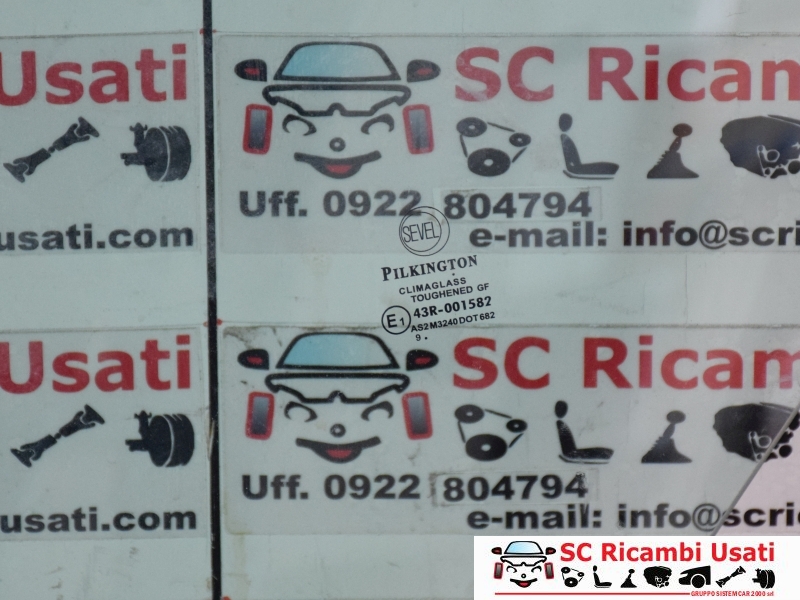 Usati
SC Ricam
Uff. 0922 804794
usati.com
e-mail: info@scri
SEVEL
PILKINGTON
CLIMAGLASS
TOUGHENED GF
E1 43R-001582
AS2 M3240 DOT 682
9 .
Usati
SC Ricam
Uff. 0922 804794
usati.com
e-mail: info@scri
SC Ricambi Usati
GRUPPO SISTEMCAR 2000 srl